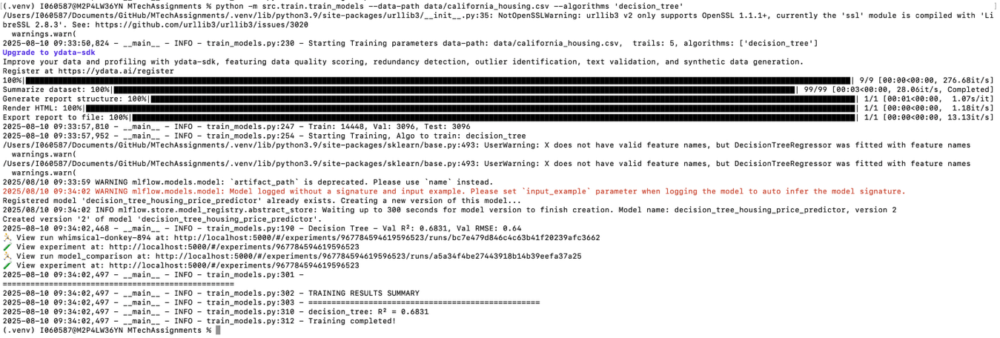 (.venv) I060587@M2P4LW36YN MTechAssignments % python -m src.train.train_models --data-path data/california_housing.csv --algorithms 'decision_tree'
/Users/I060587/Documents/GitHub/MTechAssignments/.venv/lib/python3.9/site-packages/urllib3/__init__.py:35: NotOpenSSLWarning: urllib3 v2 only supports OpenSSL 1.1.1+, currently the 'ssl' module is compiled with 'Li
breSSL 2.8.3'. See: https://github.com/urllib3/urllib3/issues/3020
warnings.warn(
2025-08-10 09:33:50,824 - __main__ - INFO - train_models.py:230 - Starting Training parameters data-path: data/california_housing.csv,  trails: 5, algorithms: ['decision_tree']
Upgrade to ydata-sdk
Improve your data and profiling with ydata-sdk, featuring data quality scoring, redundancy detection, outlier identification, text validation, and synthetic data generation.
Register at https://ydata.ai/register
100%| | 9/9 [00:00<00:00, 276.68it/s]
Summarize dataset: 100%| | 99/99 [00:03<00:00, 28.06it/s, Completed]
Generate report structure: 100%| | 1/1 [00:01<00:00,  1.07s/it]
Render HTML: 100%| | 1/1 [00:00<00:00,  1.18it/s]
Export report to file: 100%| | 1/1 [00:00<00:00, 13.13it/s]
2025-08-10 09:33:57,810 - __main__ - INFO - train_models.py:247 - Train: 14448, Val: 3096, Test: 3096
2025-08-10 09:33:57,952 - __main__ - INFO - train_models.py:254 - Starting Training, Algo to train: decision_tree
/Users/I060587/Documents/GitHub/MTechAssignments/.venv/lib/python3.9/site-packages/sklearn/base.py:493: UserWarning: X does not have valid feature names, but DecisionTreeRegressor was fitted with feature names
warnings.warn(
/Users/I060587/Documents/GitHub/MTechAssignments/.venv/lib/python3.9/site-packages/sklearn/base.py:493: UserWarning: X does not have valid feature names, but DecisionTreeRegressor was fitted with feature names
warnings.warn(
2025/08/10 09:33:59 WARNING mlflow.models.model: `artifact_path` is deprecated. Please use `name` instead.
2025/08/10 09:34:02 WARNING mlflow.models.model: Model logged without a signature and input example. Please set `input_example` parameter when logging the model to auto infer the model signature.
Registered model 'decision_tree_housing_price_predictor' already exists. Creating a new version of this model...
2025/08/10 09:34:02 INFO mlflow.store.model_registry.abstract_store: Waiting up to 300 seconds for model version to finish creation. Model name: decision_tree_housing_price_predictor, version 2
Created version '2' of model 'decision_tree_housing_price_predictor'.
2025-08-10 09:34:02,468 - __main__ - INFO - train_models.py:190 - Decision Tree - Val R²: 0.6831, Val RMSE: 0.64
🏃 View run whimsical-donkey-894 at: http://localhost:5000/#/experiments/967784594619596523/runs/bc7e479d846c4c63b41f20239afc3662
🧪 View experiment at: http://localhost:5000/#/experiments/967784594619596523
🏃 View run model_comparison at: http://localhost:5000/#/experiments/967784594619596523/runs/a5a34f4be27443918b14b39eefa37a25
🧪 View experiment at: http://localhost:5000/#/experiments/967784594619596523
2025-08-10 09:34:02,497 - __main__ - INFO - train_models.py:301 -
==================================================
2025-08-10 09:34:02,497 - __main__ - INFO - train_models.py:302 - TRAINING RESULTS SUMMARY
2025-08-10 09:34:02,497 - __main__ - INFO - train_models.py:303 - ==================================================
2025-08-10 09:34:02,497 - __main__ - INFO - train_models.py:310 - decision_tree: R² = 0.6831
2025-08-10 09:34:02,497 - __main__ - INFO - train_models.py:312 - Training completed!
(.venv) I060587@M2P4LW36YN MTechAssignments %